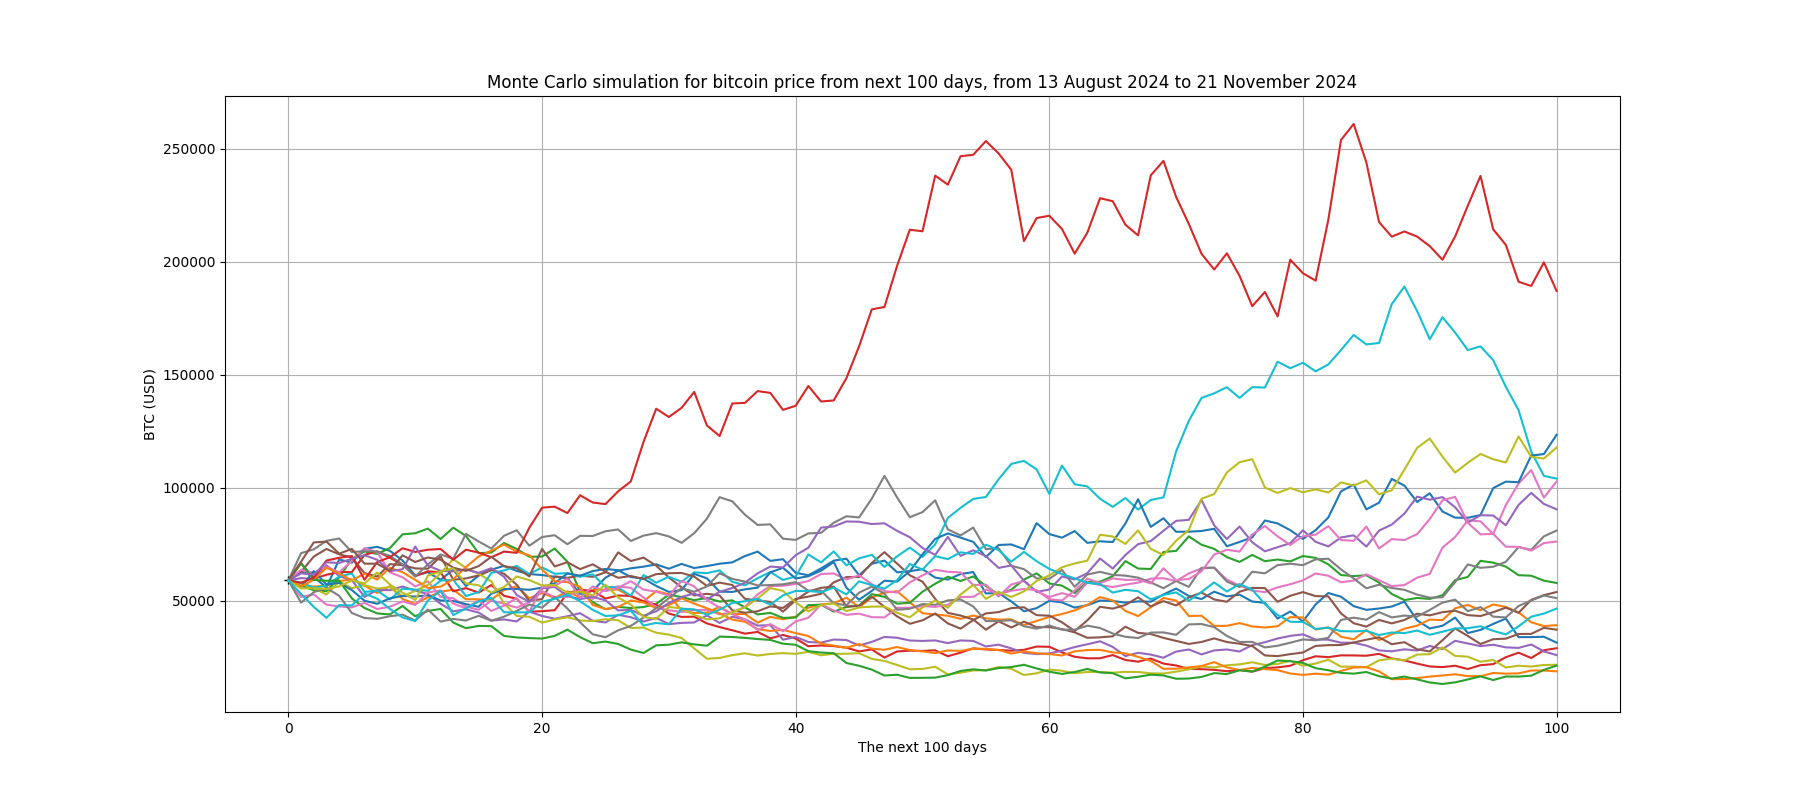 Monte Carlo simulation for bitcoin price from next 100 days, from 13 August 2024 to 21 November 2024
BTC (USD)
250000
200000
150000
100000
50000
0 20 40 60 80 100
The next 100 days